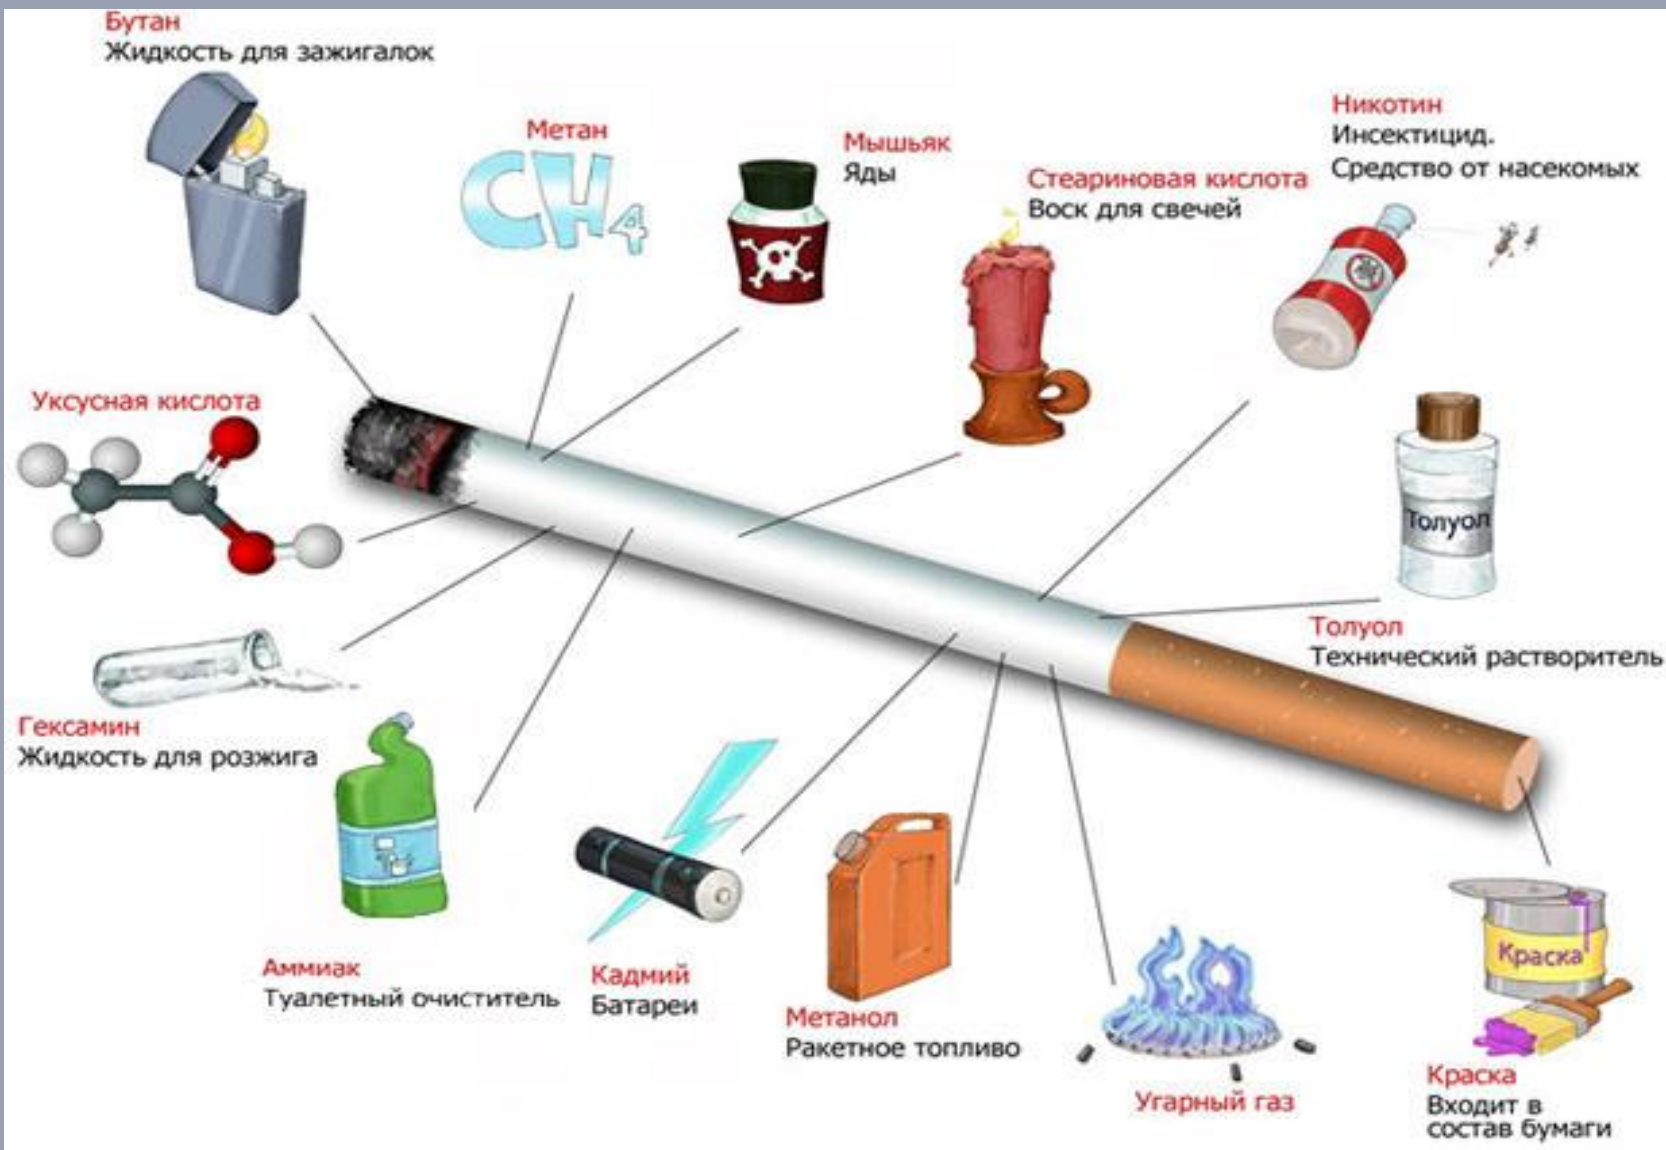 Бутан
Жидкость для зажигалок
Метан
CH4
Мышьяк
Яды
Стеариновая кислота
Воск для свечей
Никотин
Инсектицид.
Средство от насекомых
Уксусная кислота
Толуол
Толуол
Технический растворитель
Гексамин
Жидкость для розжига
Аммиак
Туалетный очиститель
Кадмий
Батареи
Метанол
Ракетное топливо
Угарный газ
Краска
Краска
Входит в
состав бумаги